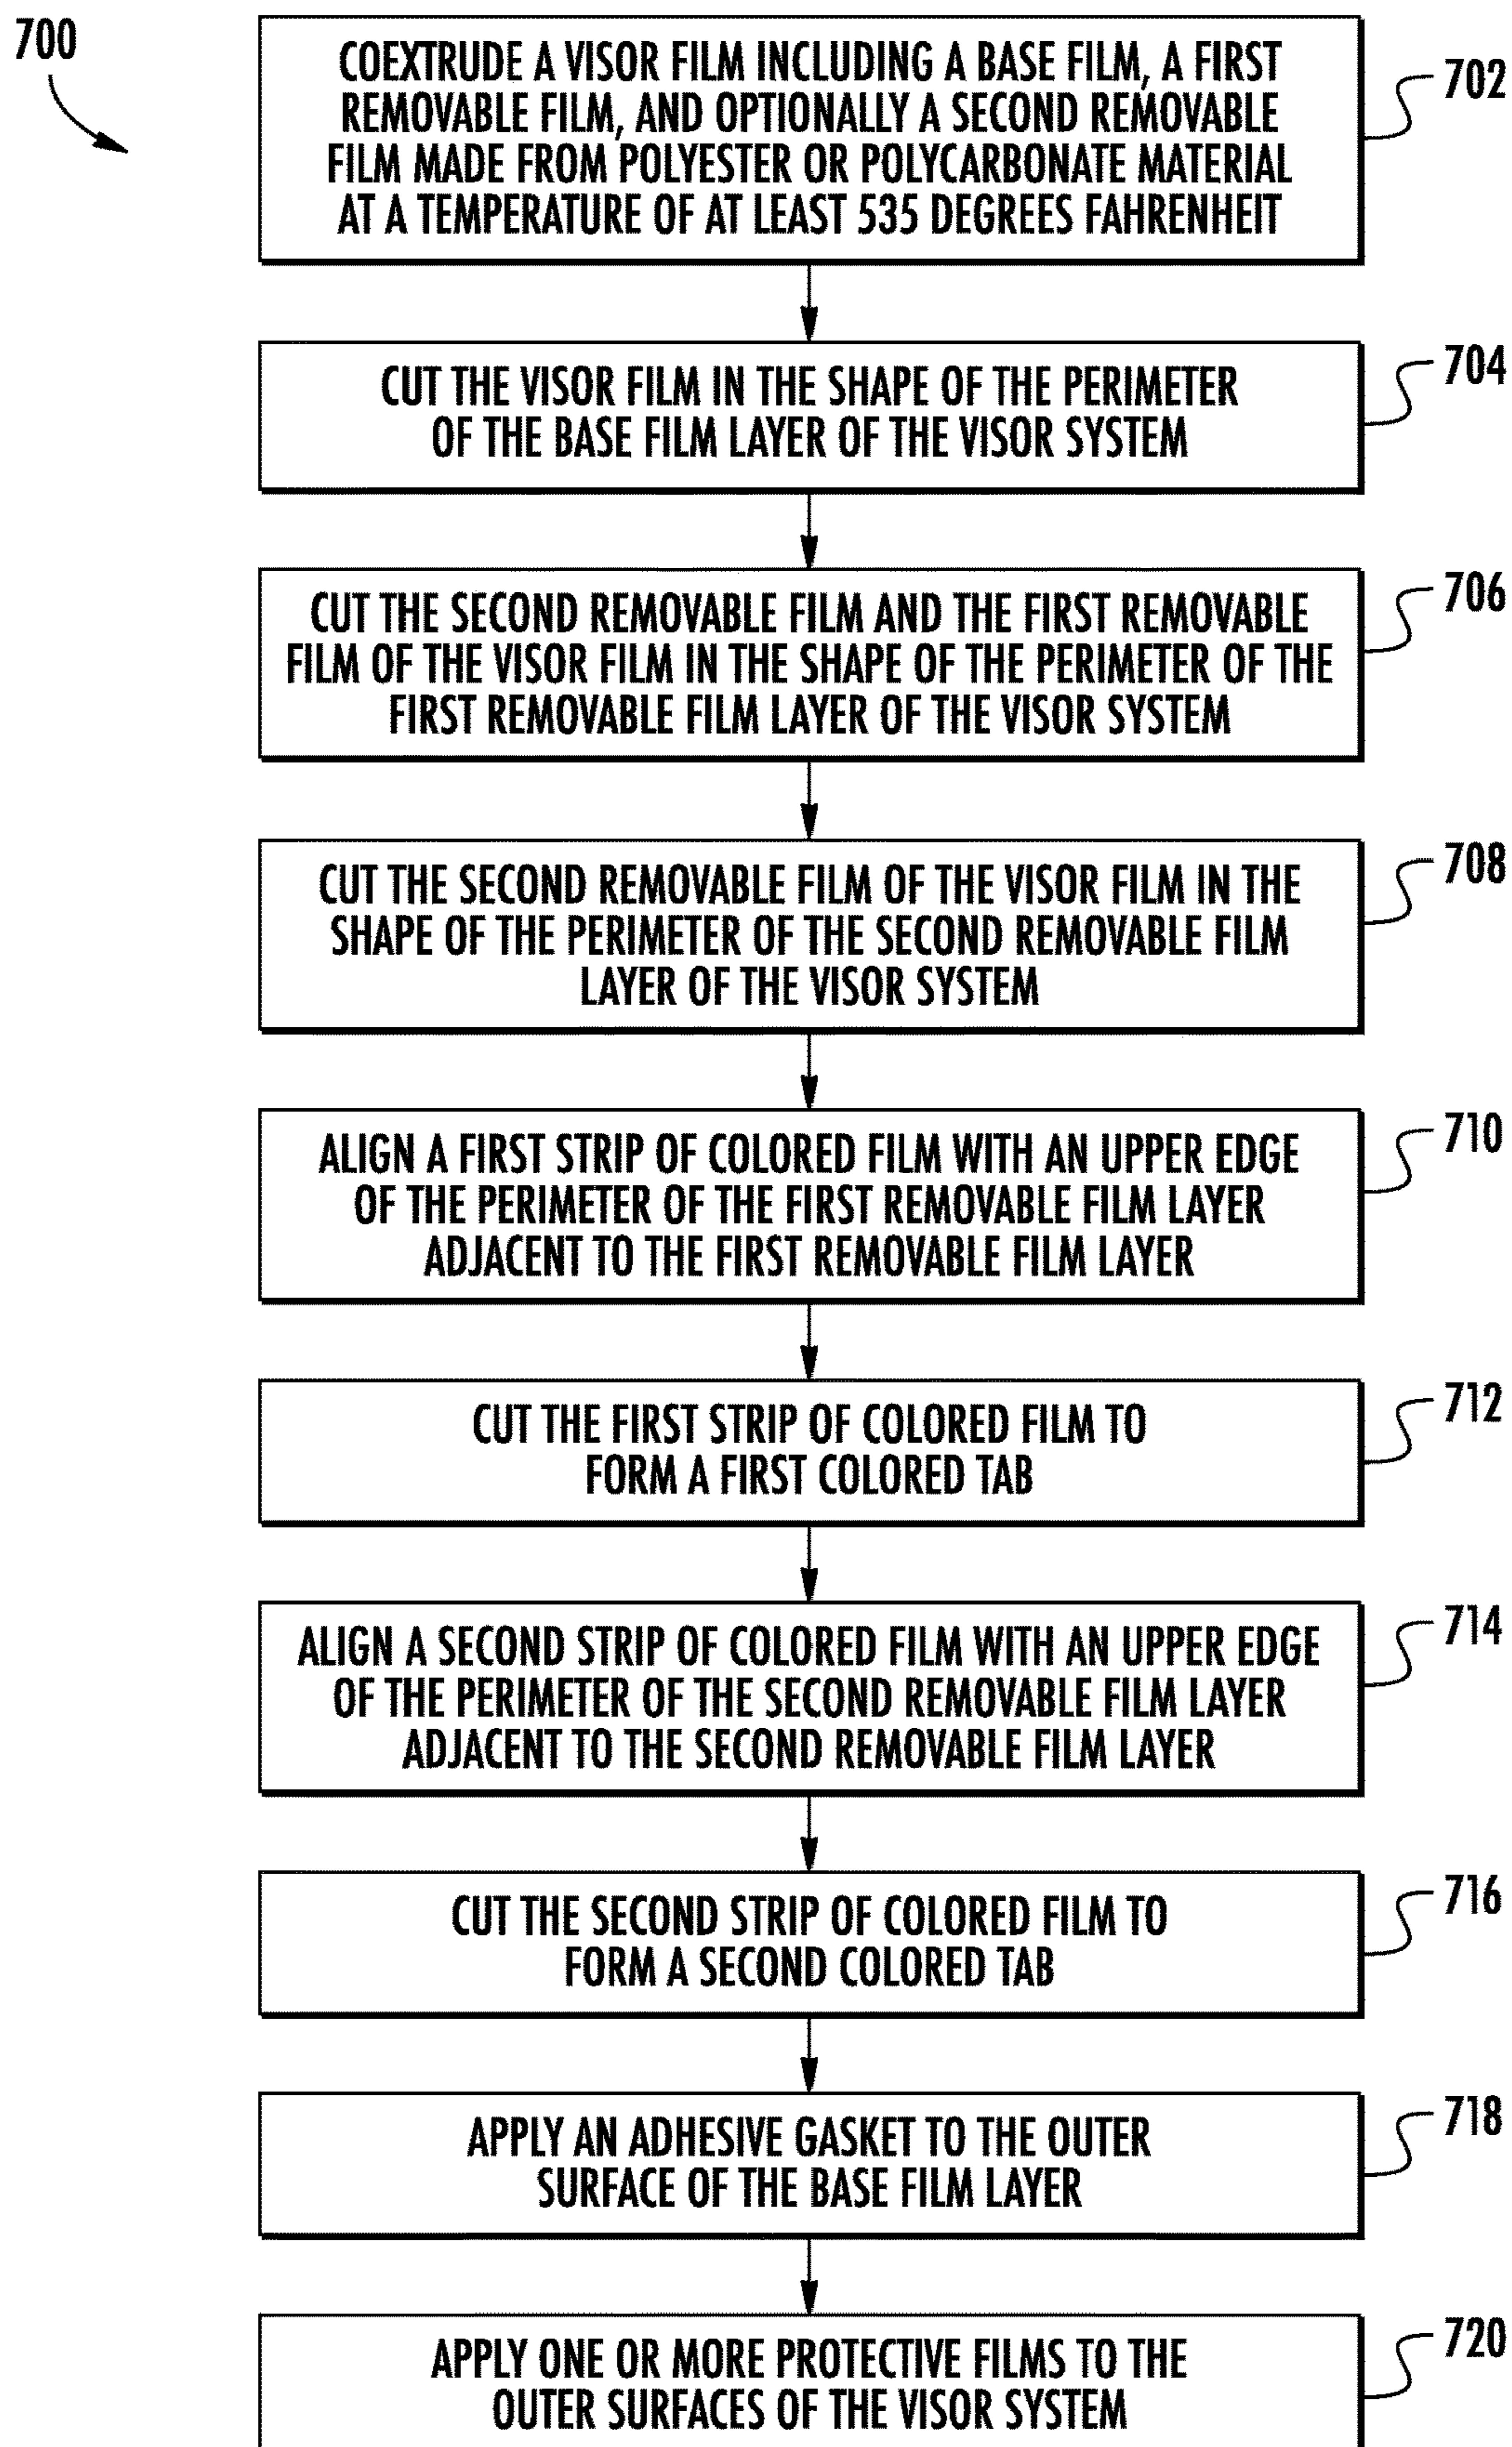 700
COEXTRUDE A VISOR FILM INCLUDING A BASE FILM, A FIRST
REMOVABLE FILM, AND OPTIONALLY A SECOND REMOVABLE
FILM MADE FROM POLYESTER OR POLYCARBONATE MATERIAL
AT A TEMPERATURE OF AT LEAST 535 DEGREES FAHRENHEIT
702
CUT THE VISOR FILM IN THE SHAPE OF THE PERIMETER
OF THE BASE FILM LAYER OF THE VISOR SYSTEM
704
CUT THE SECOND REMOVABLE FILM AND THE FIRST REMOVABLE
FILM OF THE VISOR FILM IN THE SHAPE OF THE PERIMETER OF THE
FIRST REMOVABLE FILM LAYER OF THE VISOR SYSTEM
706
CUT THE SECOND REMOVABLE FILM OF THE VISOR FILM IN THE
SHAPE OF THE PERIMETER OF THE SECOND REMOVABLE FILM
LAYER OF THE VISOR SYSTEM
708
ALIGN A FIRST STRIP OF COLORED FILM WITH AN UPPER EDGE
OF THE PERIMETER OF THE FIRST REMOVABLE FILM LAYER
ADJACENT TO THE FIRST REMOVABLE FILM LAYER
710
CUT THE FIRST STRIP OF COLORED FILM TO
FORM A FIRST COLORED TAB
712
ALIGN A SECOND STRIP OF COLORED FILM WITH AN UPPER EDGE
OF THE PERIMETER OF THE SECOND REMOVABLE FILM LAYER
ADJACENT TO THE SECOND REMOVABLE FILM LAYER
714
CUT THE SECOND STRIP OF COLORED FILM TO
FORM A SECOND COLORED TAB
716
APPLY AN ADHESIVE GASKET TO THE OUTER
SURFACE OF THE BASE FILM LAYER
718
APPLY ONE OR MORE PROTECTIVE FILMS TO THE
OUTER SURFACES OF THE VISOR SYSTEM
720